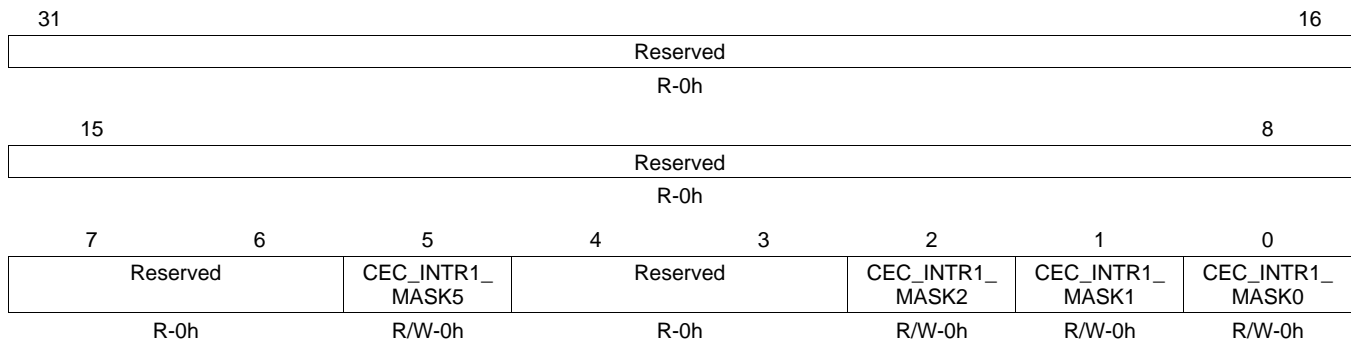 31 16
Reserved
R-0h
15 8
Reserved
R-0h
7 6 5 4 3 2 1 0
Reserved CEC_INTR1_ Reserved CEC_INTR1_ CEC_INTR1_ CEC_INTR1_
MASK5 MASK2 MASK1 MASK0
R-0h R/W-0h R-0h R/W-0h R/W-0h R/W-0h